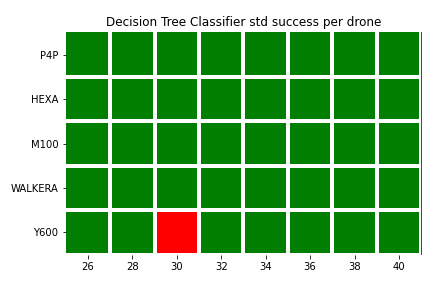 Decision Tree Classifier std success per drone
P4P
HEXA
M100
WALKERA
Y600
26 28 30 32 34 36 38 40